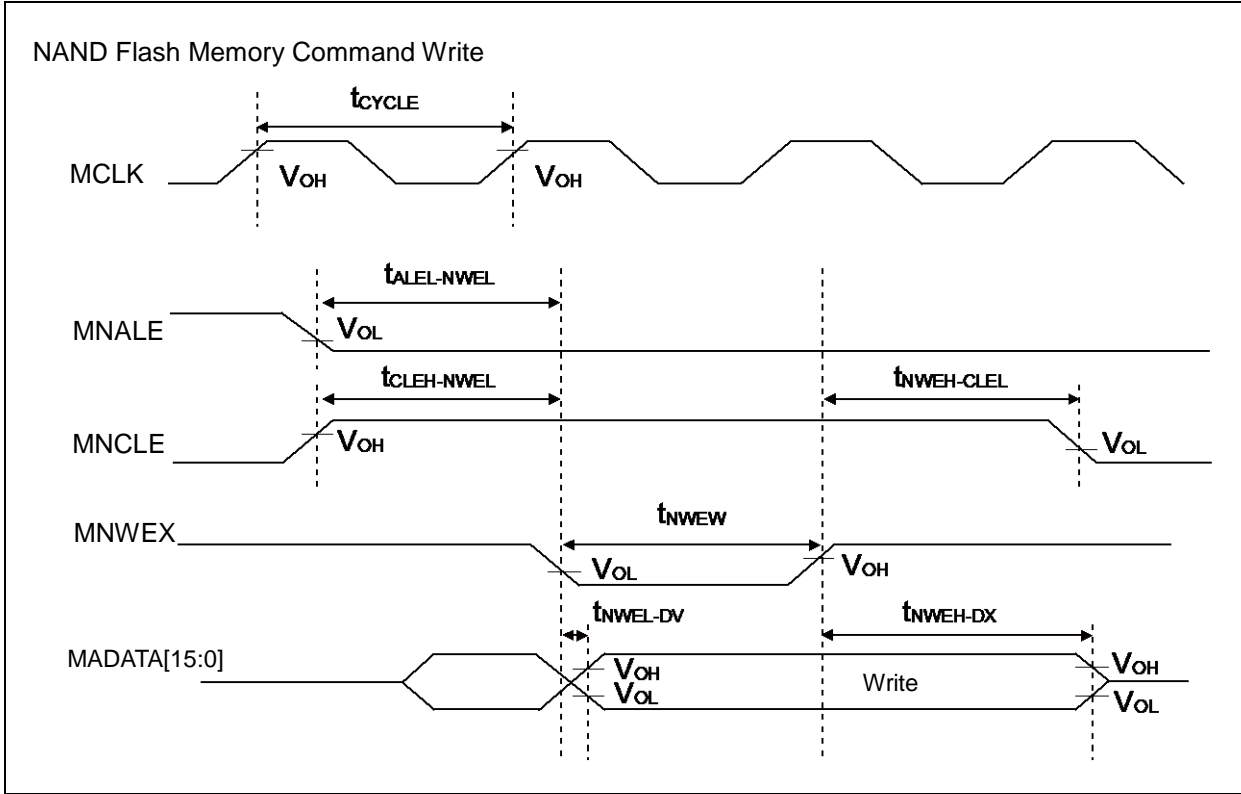 NAND Flash Memory Command Write
tCYCLE
MCLK
VOH
VOH
tALEL-NWEL
MNALE
VOL
tCLEH-NWEL
tNWEH-CLEL
MNCLE
VOH
VOL
MNWEX
tNWEW
VOL
VOH
tNWEL-DV
tNWEH-DX
MADATA[15:0]
VOH
VOL
Write
VOH
VOL